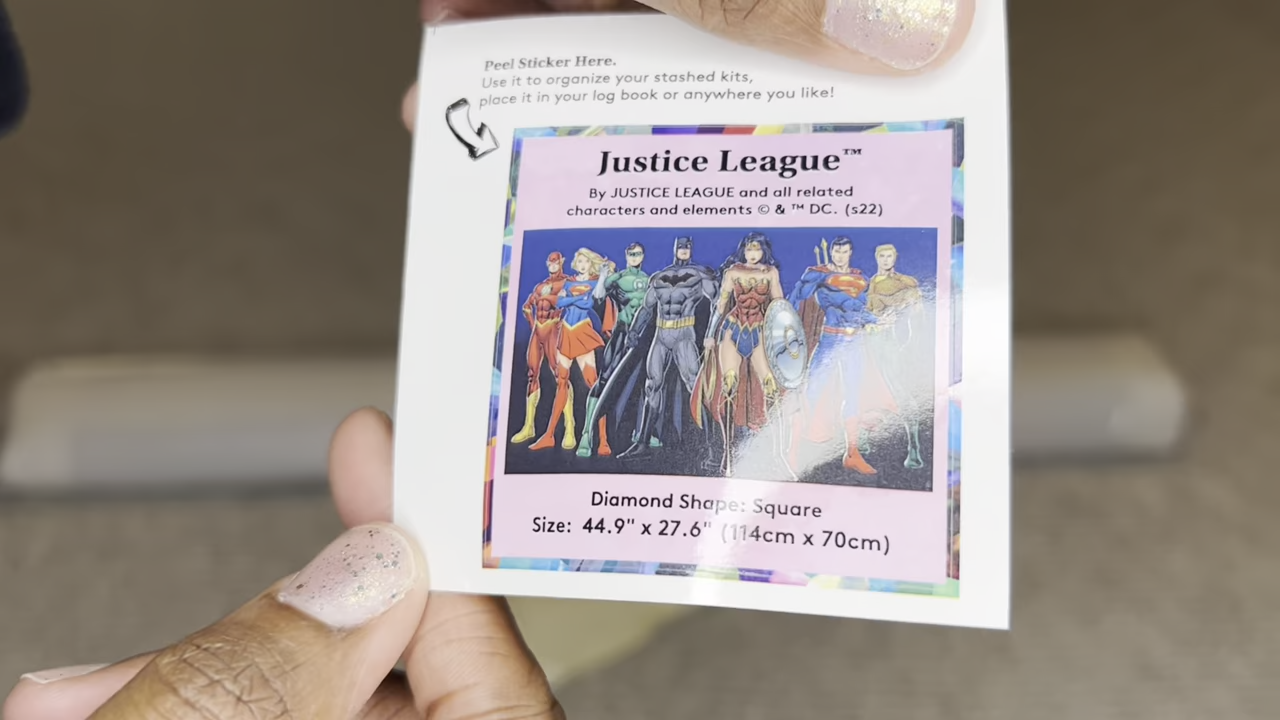 Peel Sticker Here.
Use it to organize your stashed kits,
place it in your log book or anywhere you like!
Justice League™
By JUSTICE LEAGUE and all related
characters and elements © & ™ DC. (s22)
Diamond Shape: Square
Size: 44.9" x 27.6" (114cm x 70cm)